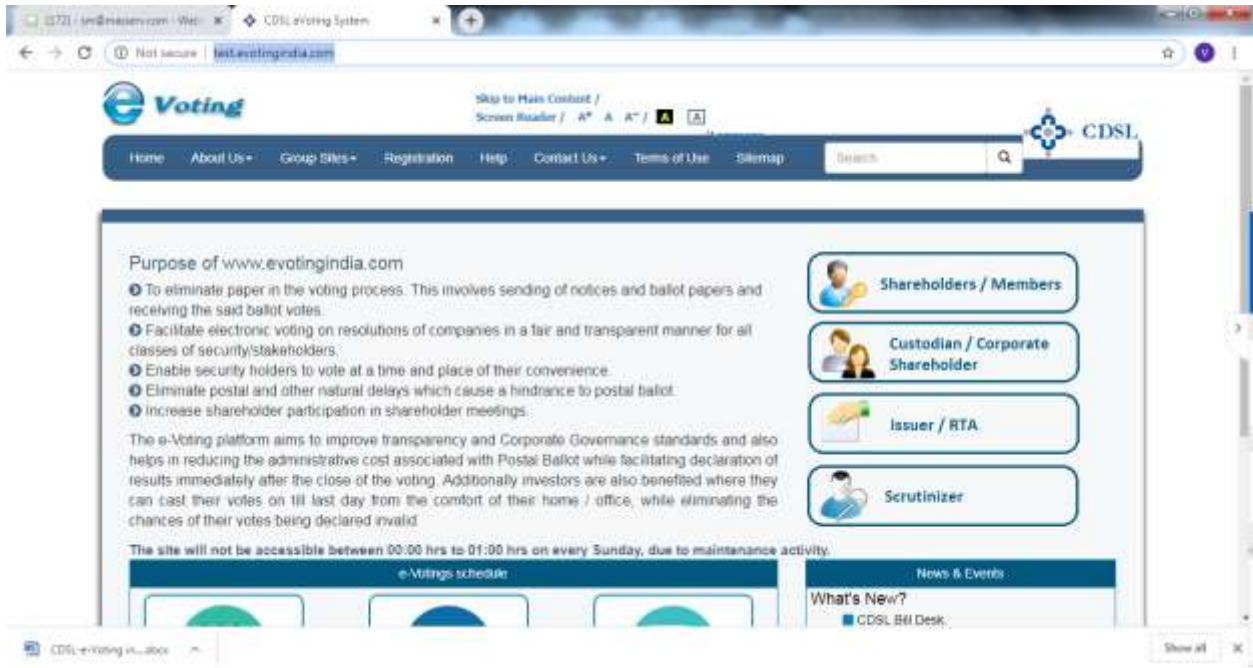 CDSL eVoting System
Not secure | test.evotingindia.com
V
e Voting
Skip to Main Content /
Screen Reader / A+ A A- / A A
CDSL
Home About Us Group Sites Registration Help Contact Us Terms of Use Sitemap Search
Purpose of www.evotingindia.com
To eliminate paper in the voting process. This involves sending of notices and ballot papers and
receiving the said ballot votes.
Facilitate electronic voting on resolutions of companies in a fair and transparent manner for all
classes of security/stakeholders.
Enable security holders to vote at a time and place of their convenience.
Eliminate postal and other natural delays which cause a hindrance to postal ballot.
Increase shareholder participation in shareholder meetings.
The e-Voting platform aims to improve transparency and Corporate Governance standards and also
helps in reducing the administrative cost associated with Postal Ballot while facilitating declaration of
results immediately after the close of the voting. Additionally investors are also benefited where they
can cast their votes on till last day from the comfort of their home / office, while eliminating the
chances of their votes being declared invalid
The site will not be accessible between 00:00 hrs to 01:00 hrs on every Sunday, due to maintenance activity.
Shareholders / Members
Custodian / Corporate
Shareholder
Issuer / RTA
Scrutinizer
e-Votings schedule
News & Events
What's New?
CDSL Bill Desk
CDSL-e-Voting in....docx
Show all